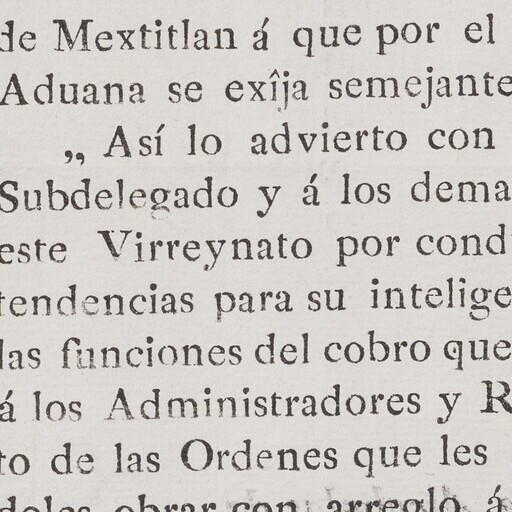 de Mextitlan á que por el
Aduana se exîja semejante
„ Así lo advierto con
Subdelegado y á los dema
este Virreynato por cond
tendencias para su intelige
las funciones del cobro que
á los Administradores y R
to de las Ordenes que les
doles obrar con arreglo á